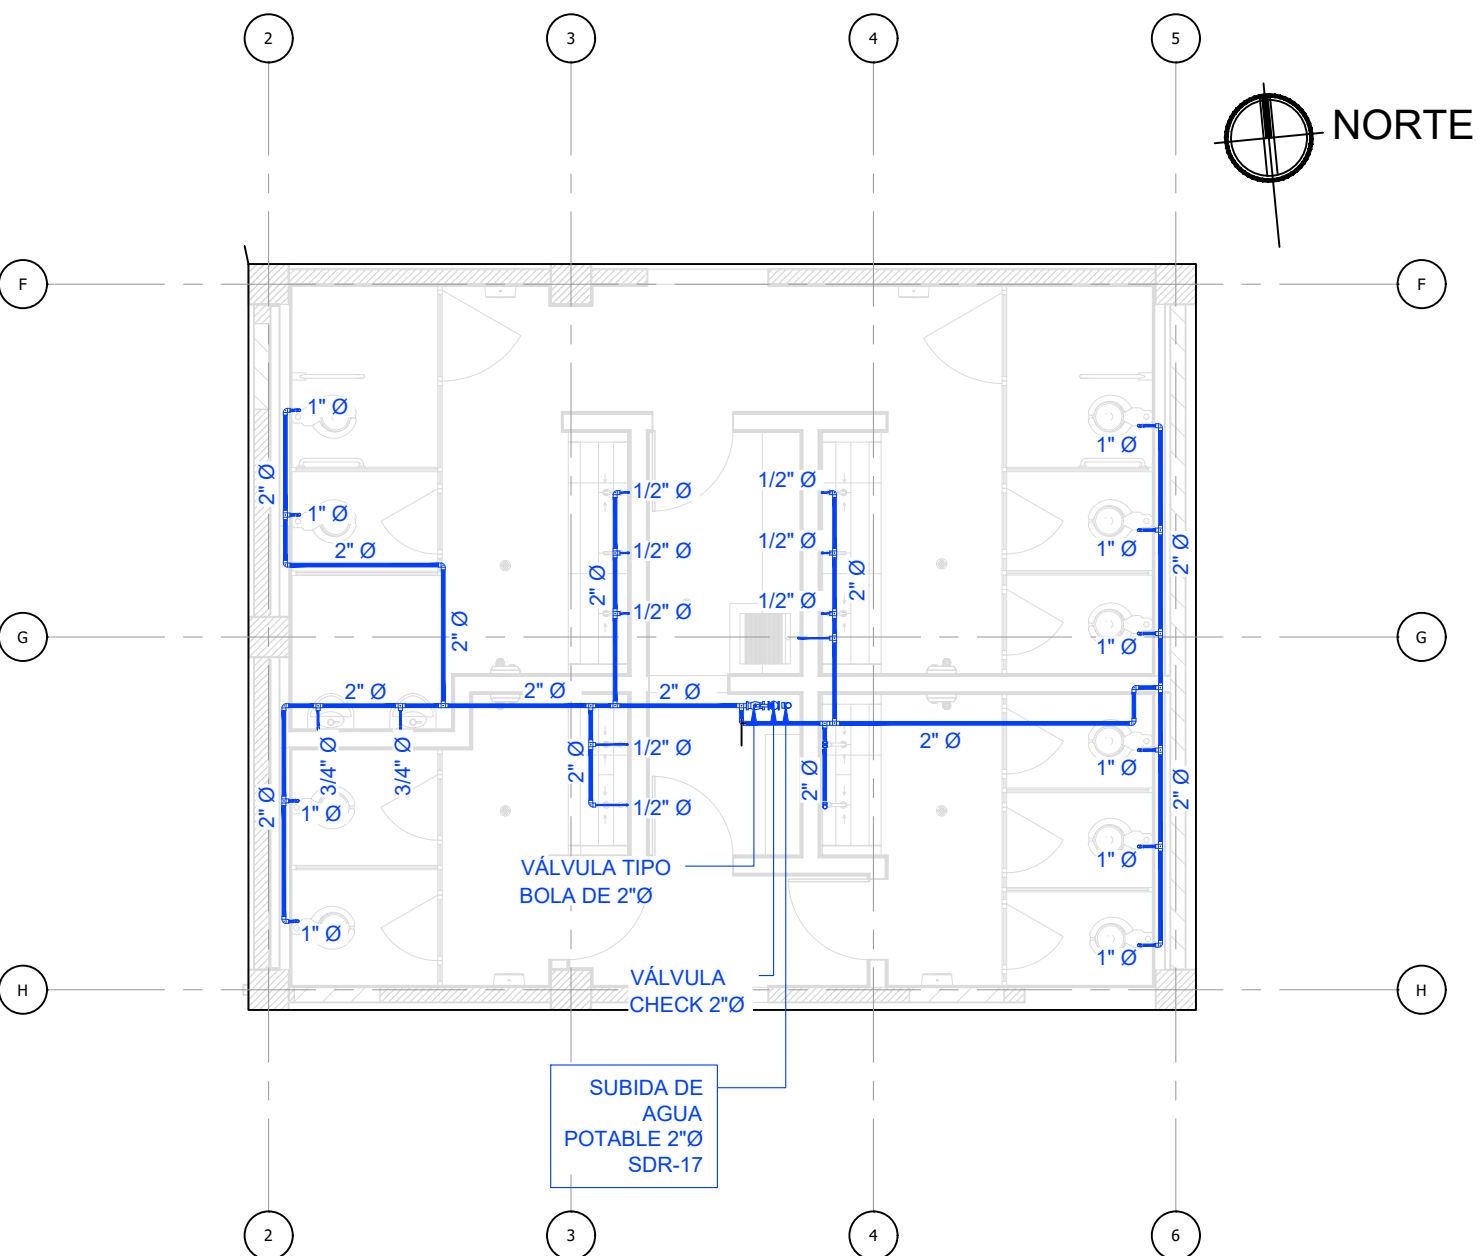 2
3
4
5
NORTE
F
F
1" Ø
1" Ø
2" Ø
1/2" Ø
1/2" Ø
1" Ø
2" Ø
1/2" Ø
1/2" Ø
1" Ø
2" Ø
2" Ø
2" Ø
2" Ø
1/2" Ø
1/2" Ø
2" Ø
G
G
1" Ø
2" Ø
2" Ø
2" Ø
2" Ø
2" Ø
1/2" Ø
3/4" Ø
3/4" Ø
2" Ø
1" Ø
2" Ø
2" Ø
2" Ø
1" Ø
1/2" Ø
1" Ø
VÁLVULA TIPO
BOLA DE 2"Ø
1" Ø
1" Ø
VÁLVULA
CHECK 2"Ø
H
H
SUBIDA DE
AGUA
POTABLE 2"Ø
SDR-17
2
3
4
6